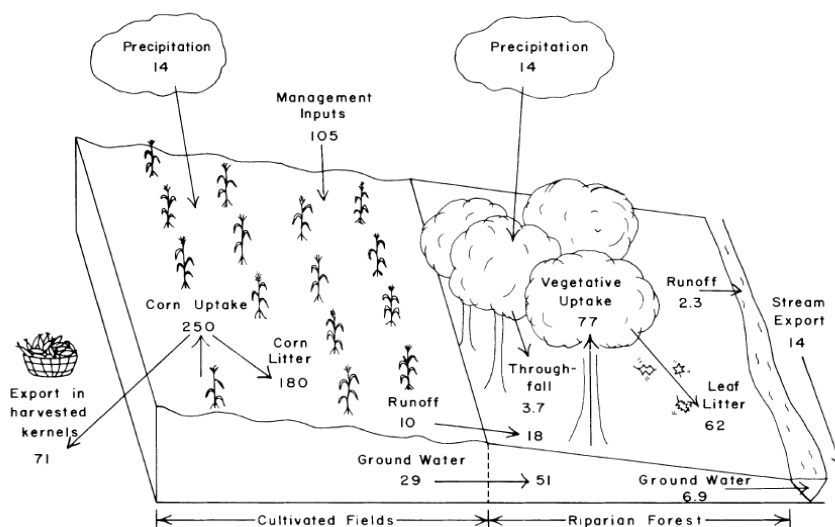 Precipitation
14
Precipitation
14
Management
Inputs
105
Corn Uptake
250
Corn
Litter
180
Export in
harvested
kernels
71
Runoff
10
18
Ground Water
29
51
Through-
fall
3.7
Vegetative
Uptake
77
Runoff
2.3
Stream
Export
14
Leaf
Litter
62
Ground Water
6.9
Cultivated Fields
Riparian Forest